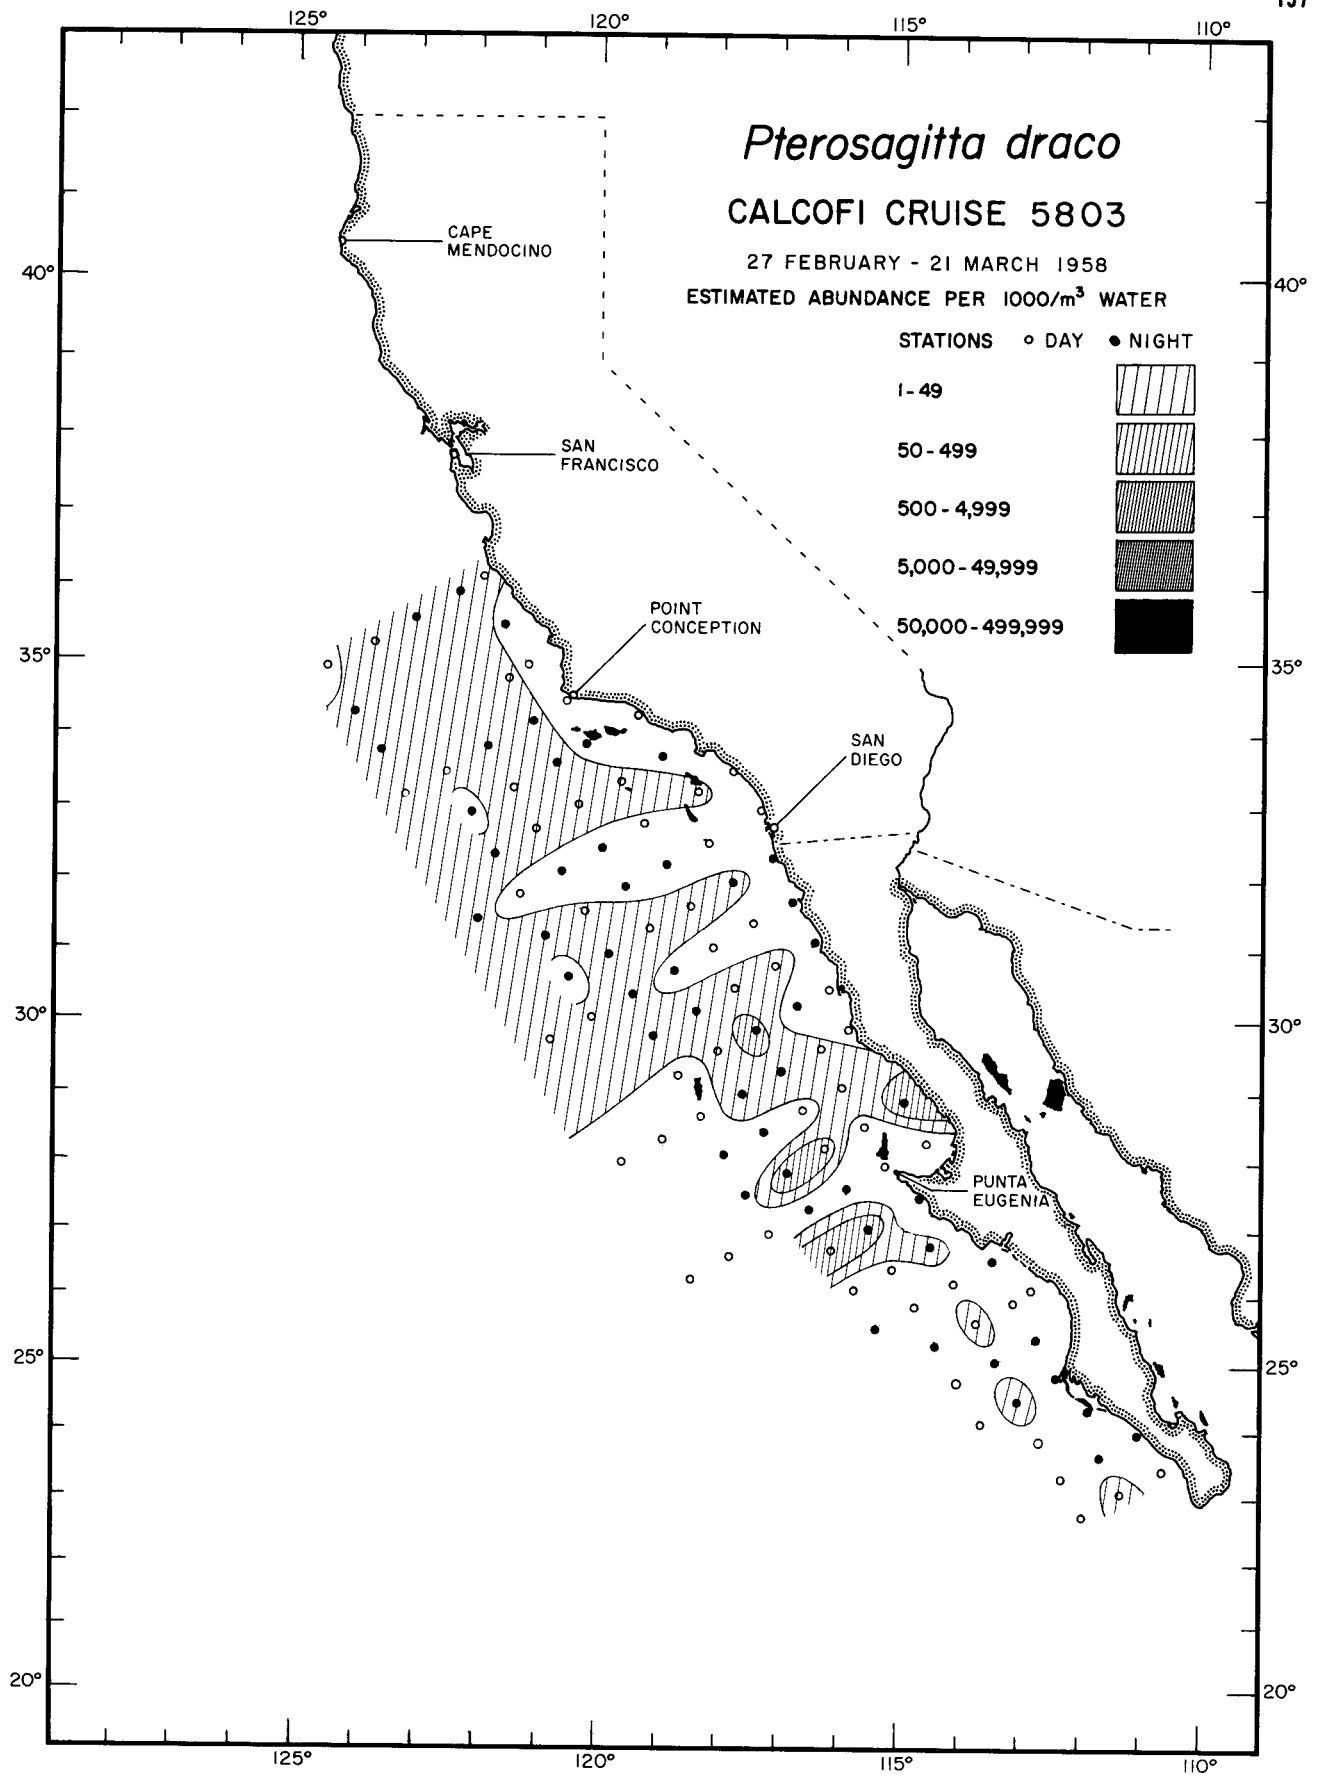 125°
120°
115°
110°
Pterosagitta draco
CALCOFI CRUISE 5803
27 FEBRUARY - 21 MARCH 1958
ESTIMATED ABUNDANCE PER 1000/m³ WATER
STATIONS ○ DAY ● NIGHT
1-49
50-499
500-4,999
5,000-49,999
50,000-499,999
CAPE
MENDOCINO
40°
40°
SAN
FRANCISCO
POINT
CONCEPTION
35°
35°
SAN
DIEGO
30°
30°
PUNTA
EUGENIA
25°
25°
20°
20°
125°
120°
115°
110°